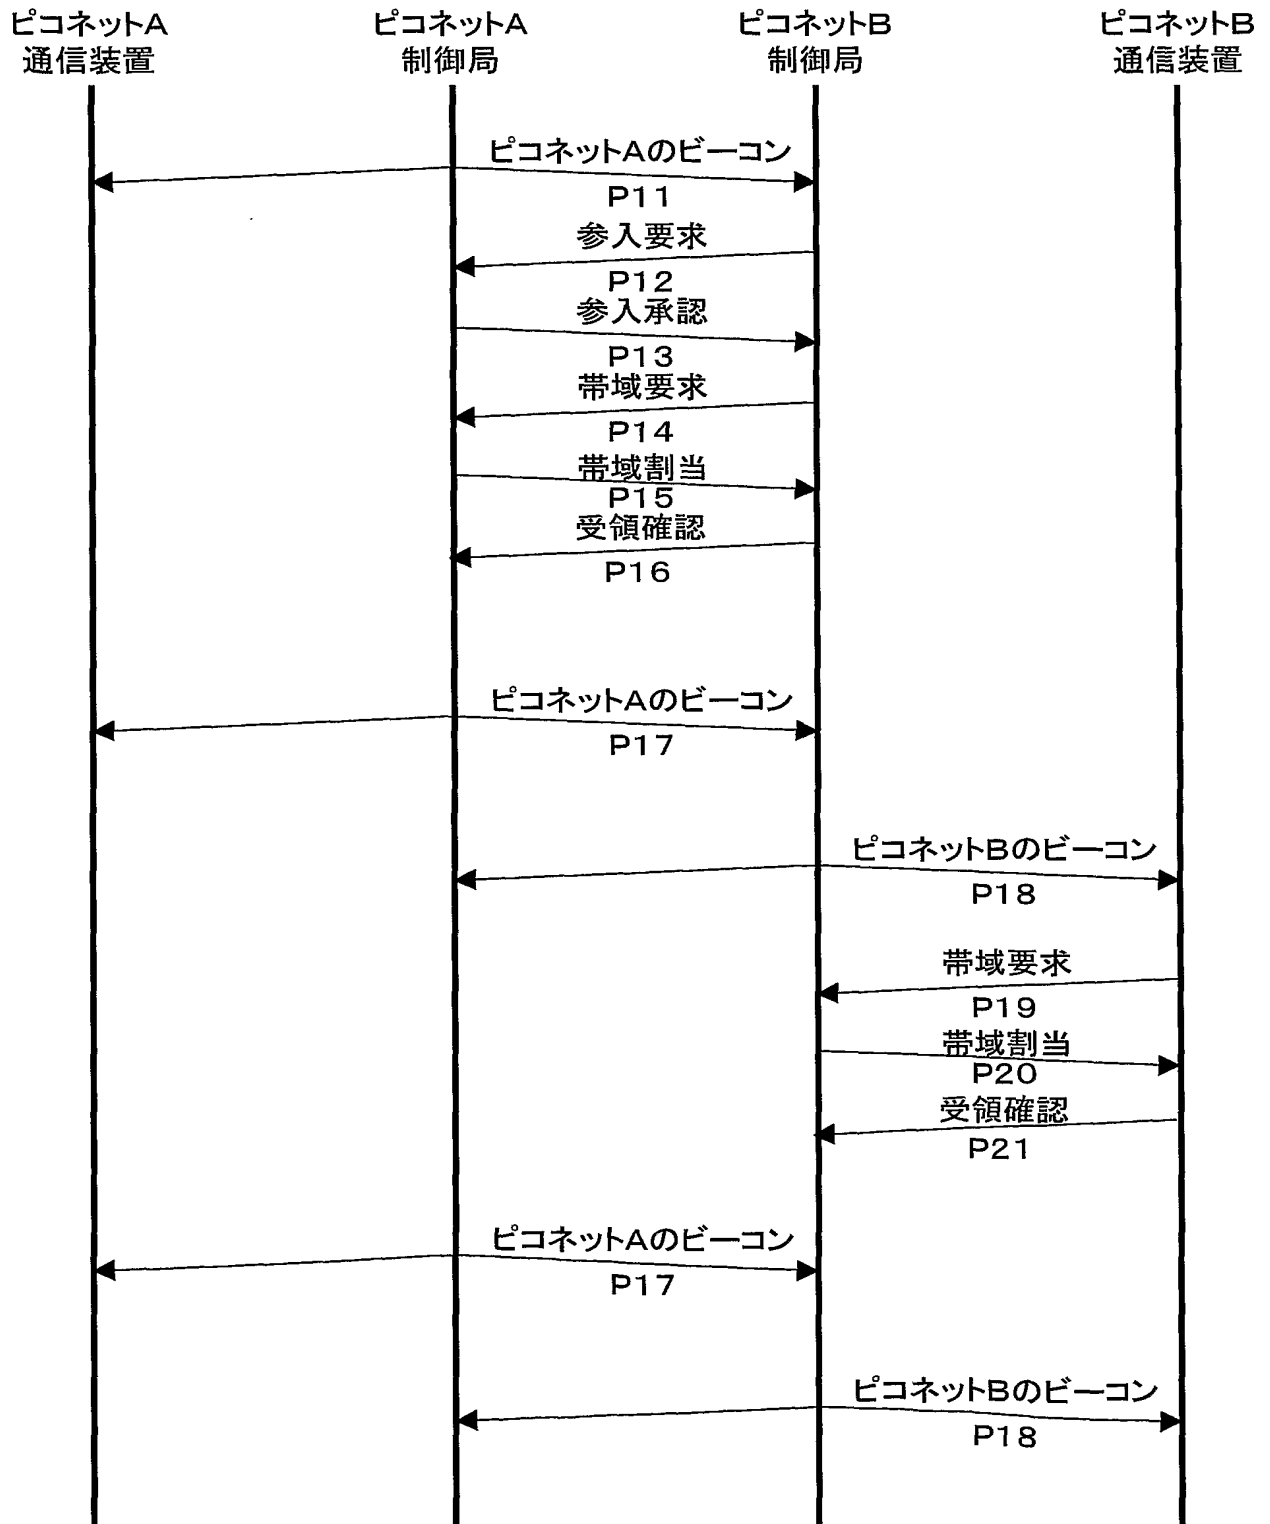 ピコネットA
通信装置
ピコネットA
制御局
ピコネットB
制御局
ピコネットB
通信装置
ピコネットAのビーコン
P11
参入要求
P12
参入承認
P13
帯域要求
P14
帯域割当
P15
受領確認
P16
ピコネットAのビーコン
P17
ピコネットBのビーコン
P18
帯域要求
P19
帯域割当
P20
受領確認
P21
ピコネットAのビーコン
P17
ピコネットBのビーコン
P18